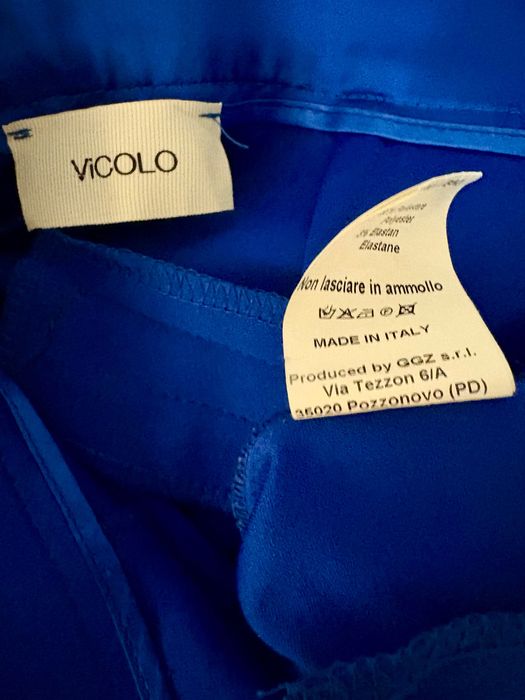 ViCOLO
Polyester
Elastan
Elastane
Non lasciare in ammollo
MADE IN ITALY
Produced by GGZ s.r.l.
Via Tezzon 6/A
35020 Pozzonovo (PD)